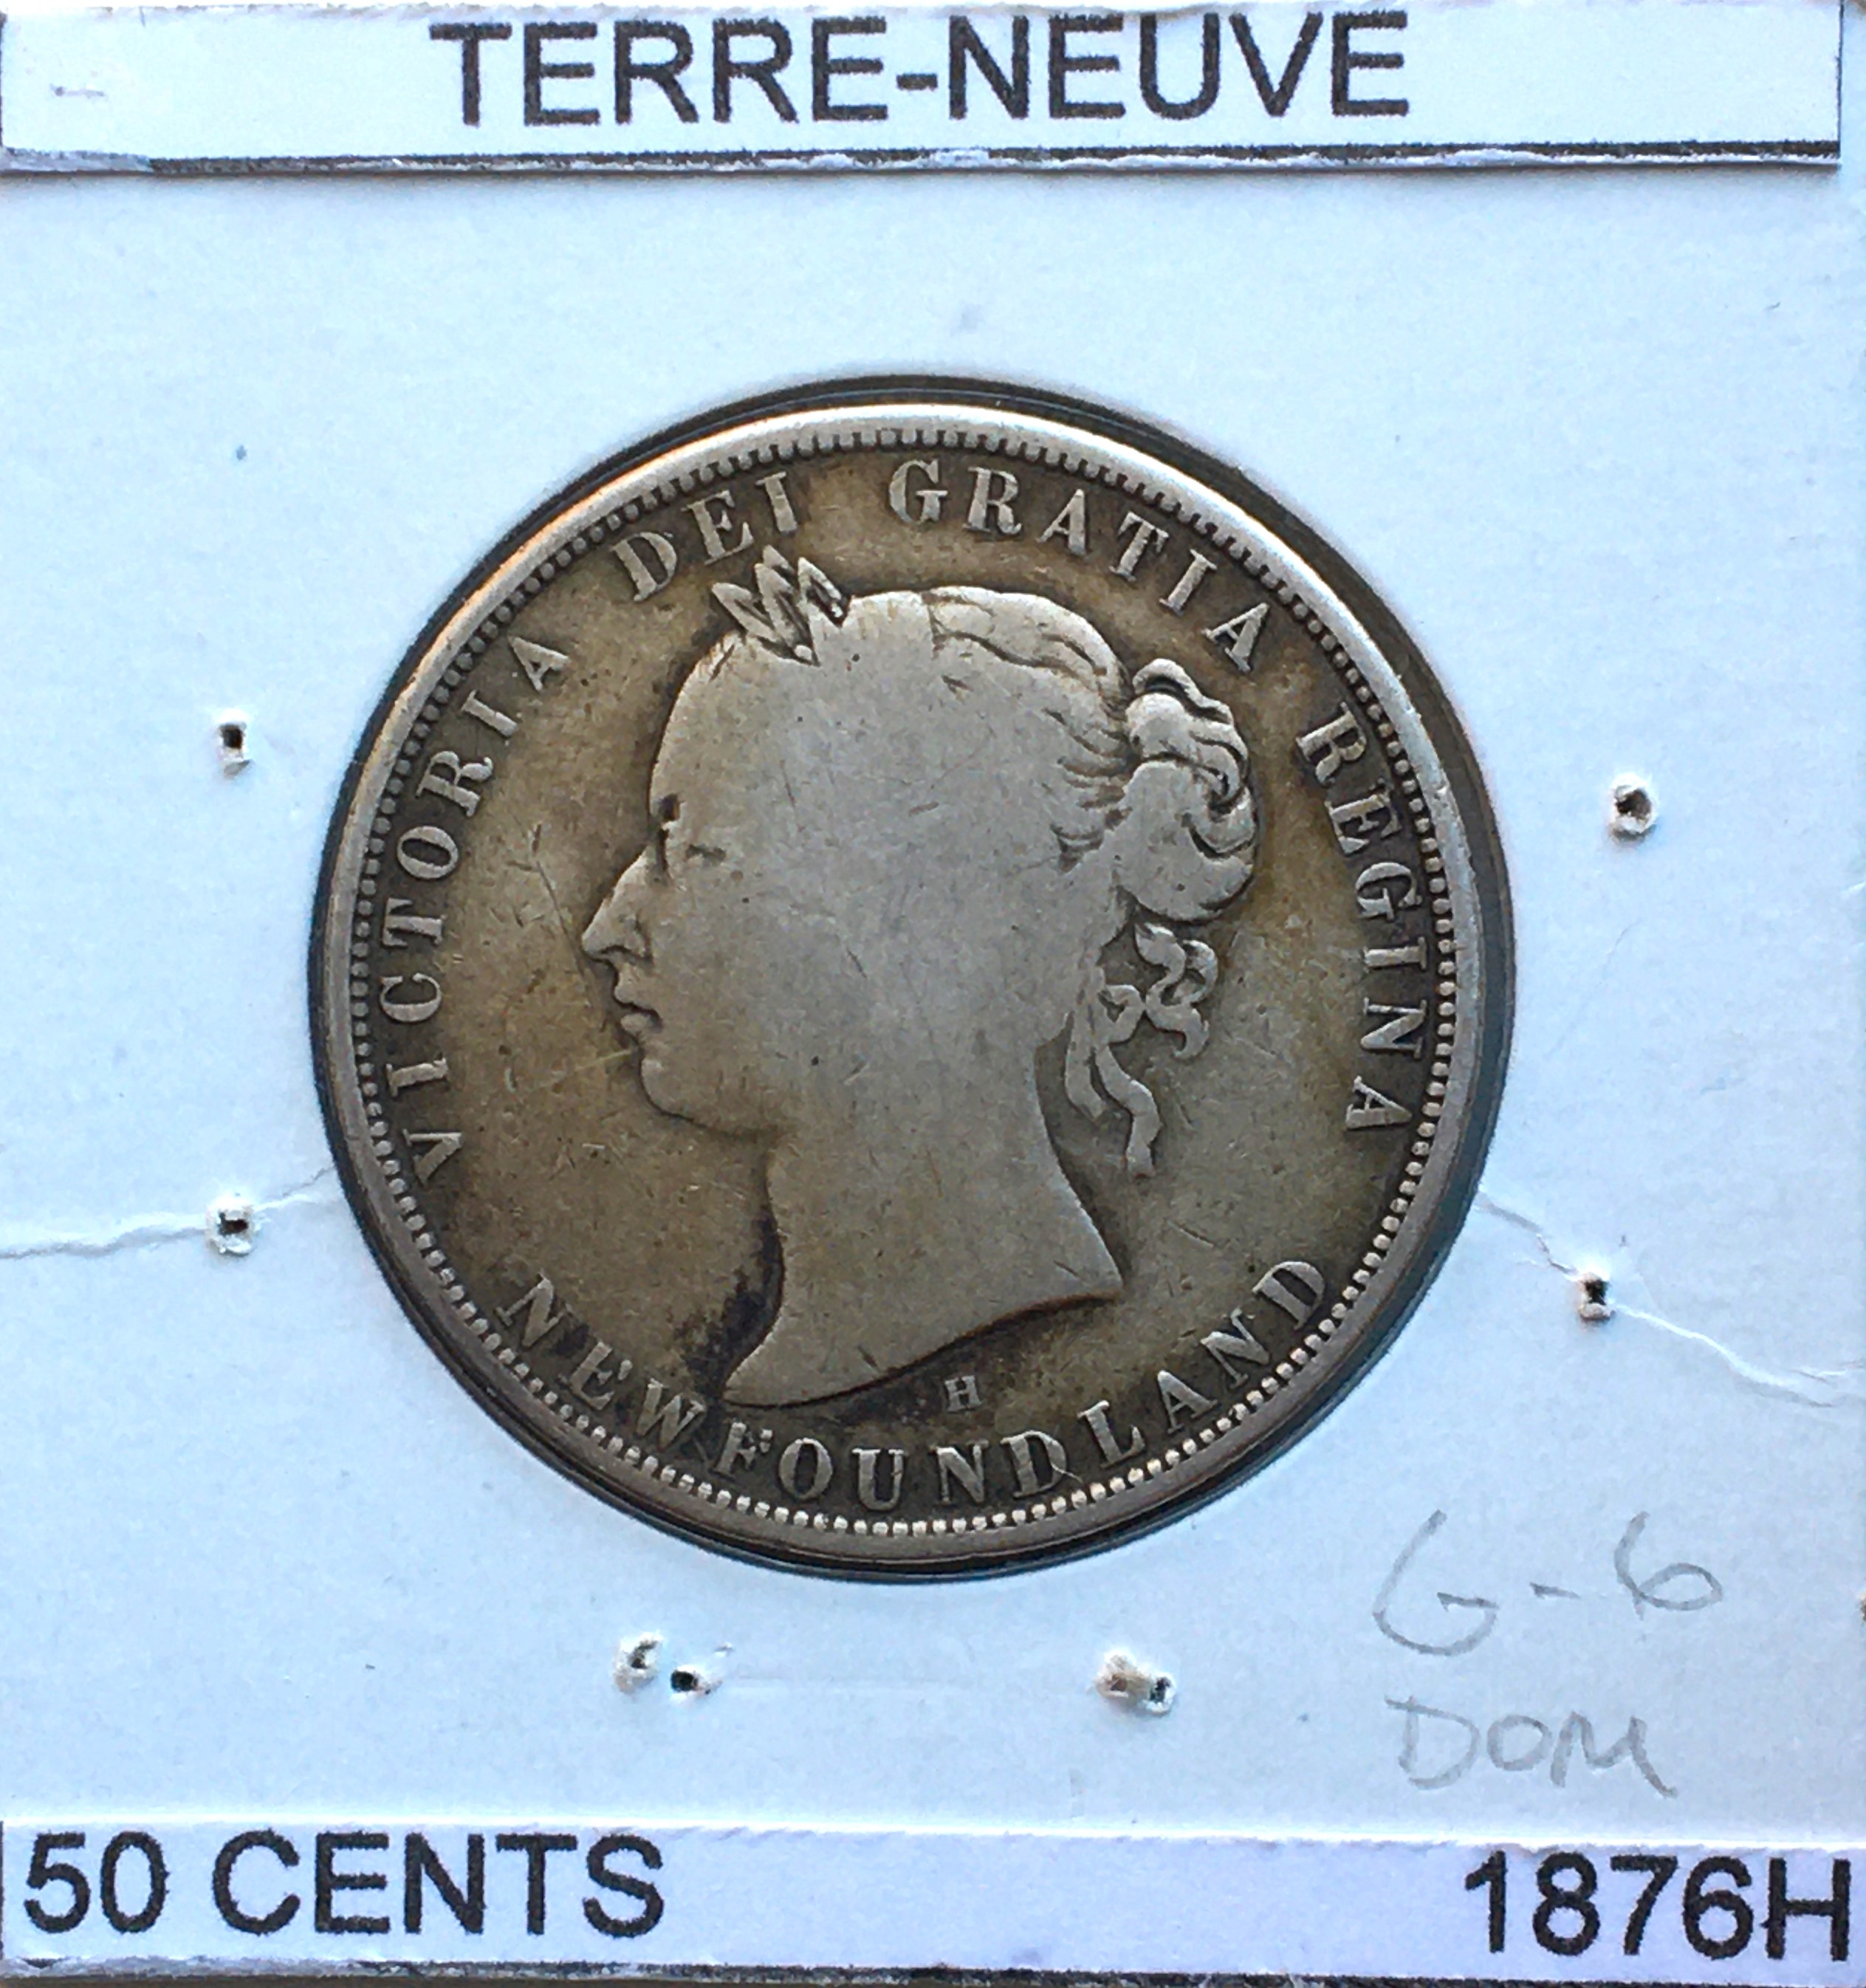 TERRE-NEUVE
VICTORIA DEI GRATIA REGINA
H
NEWFOUNDLAND
G-6
DOM
50 CENTS 1876H